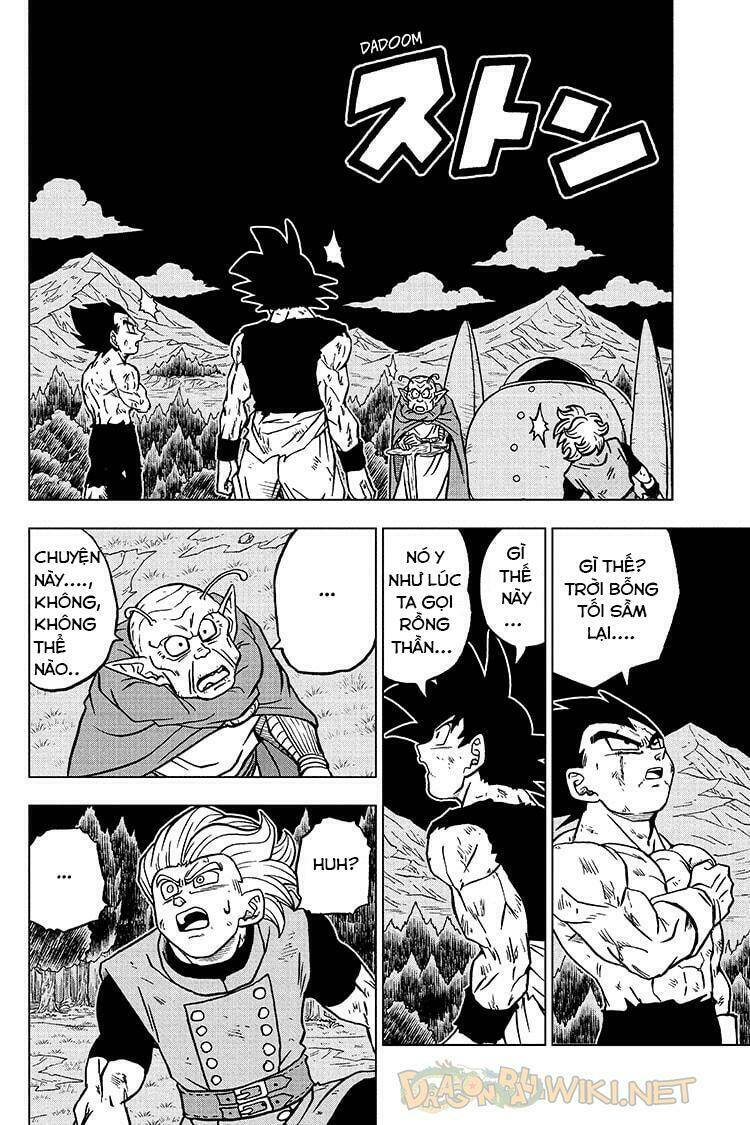 DADOOM
ストン
GÌ THẾ?
TRỜI BỖNG
TỐI SẦM
LẠI....
GÌ
THẾ
NÀY
...
NÓ Y
NHƯ LÚC
TA GỌI
RỒNG
THẦN...
...
CHUYỆN
NÀY....,
KHÔNG,
KHÔNG
THỂ
NÀO..
HUH?
...
DRAGONBALLWIKI.NET